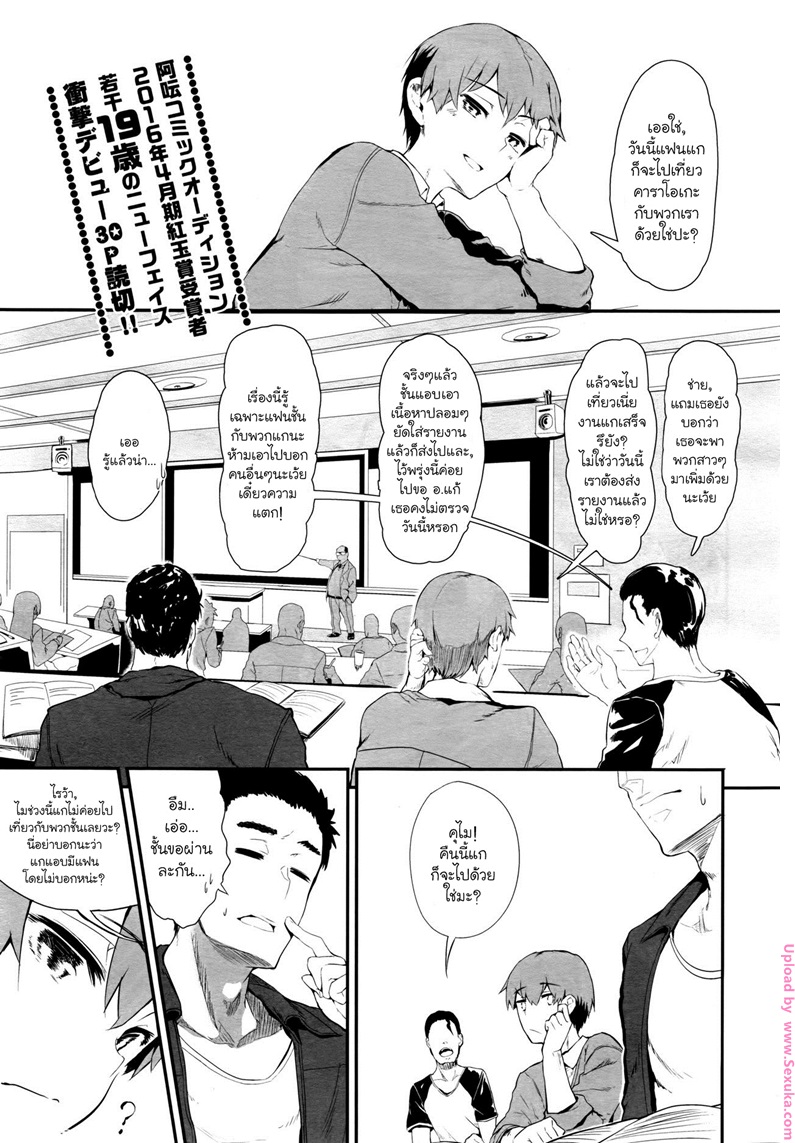 阿吽コミックオーディション
2016年4月期紅玉賞受賞者
若干19歳のニューフェイス
衝撃デビュー3P読切!!
เออใช่,
วันนี้แฟนแก
ก็จะไปเที่ยว
คาราโอเกะ
กับพวกเรา
ด้วยใช่ปะ?
ช่าย,
แถมเธอยัง
บอกว่า
เธอจะพา
พวกสาวๆ
มาเพิ่มด้วย
นะเว้ย
แล้วจะไป
เที่ยวเนี่ย
งานแกเสร็จ
รึยัง?
ไม่ใช่ว่าวันนี้
เราต้องส่ง
รายงานแล้ว
ไม่ใช่หรอ?
จริงๆแล้ว
ชั้นแอบเอา
เนื้อหาปลอมๆ
ยัดใส่รายงาน
แล้วก็ส่งไปและ,
ไว้พรุ่งนี้ค่อย
ไปขอ อ.แก้
เธอคงไม่ตรวจ
วันนี้หรอก
เรื่องนี้รู้
เฉพาะแฟนชั้น
กับพวกแกนะ
ห้ามเอาไปบอก
คนอื่นๆนะเว้ย
เดี๋ยวความ
แตก!
เออ
รู้แล้วน่า...
คุไม!
คืนนี้แก
ก็จะไปด้วย
ใช่มะ?
อืม...
เอ่อ...
ชั้นขอผ่าน
ละกัน...
ไรว้า,
ไมช่วงนี้แกไม่ค่อยไป
เที่ยวกับพวกชั้นเลยวะ?
นี่อย่าบอกนะว่า
แกแอบมีแฟน
โดยไม่บอกหน่ะ?
?
Upload by www.Sexuka.com